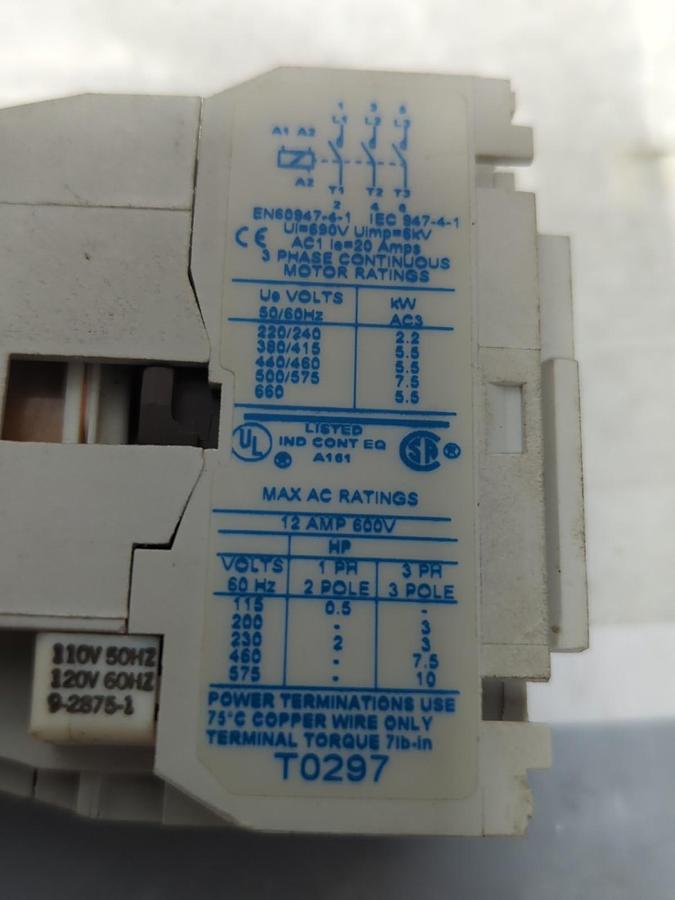 1 3 5
L1 L2 L3
A1 A2
A2
T1 T2 T3
2 4 6
EN60947-4-1 IEC 947-4-1
Ui=690V Uimp=6kV
CE AC1 Ie=20 Amps
3 PHASE CONTINUOUS
MOTOR RATINGS
Ue VOLTS kW
50/60Hz AC3
220/240 2.2
380/415 5.5
440/460 5.5
500/575 7.5
660 5.5
LISTED
UL ® IND CONT EQ SA ®
A161
MAX AC RATINGS
12 AMP 600V
HP
VOLTS 1 PH 3 PH
60 Hz 2 POLE 3 POLE
115 0.5 -
200 - 3
230 2 3
460 - 7.5
575 - 10
POWER TERMINATIONS USE
75°C COPPER WIRE ONLY
TERMINAL TORQUE 7lb-in
T0297
110V 50HZ
120V 60HZ
9-2875-1